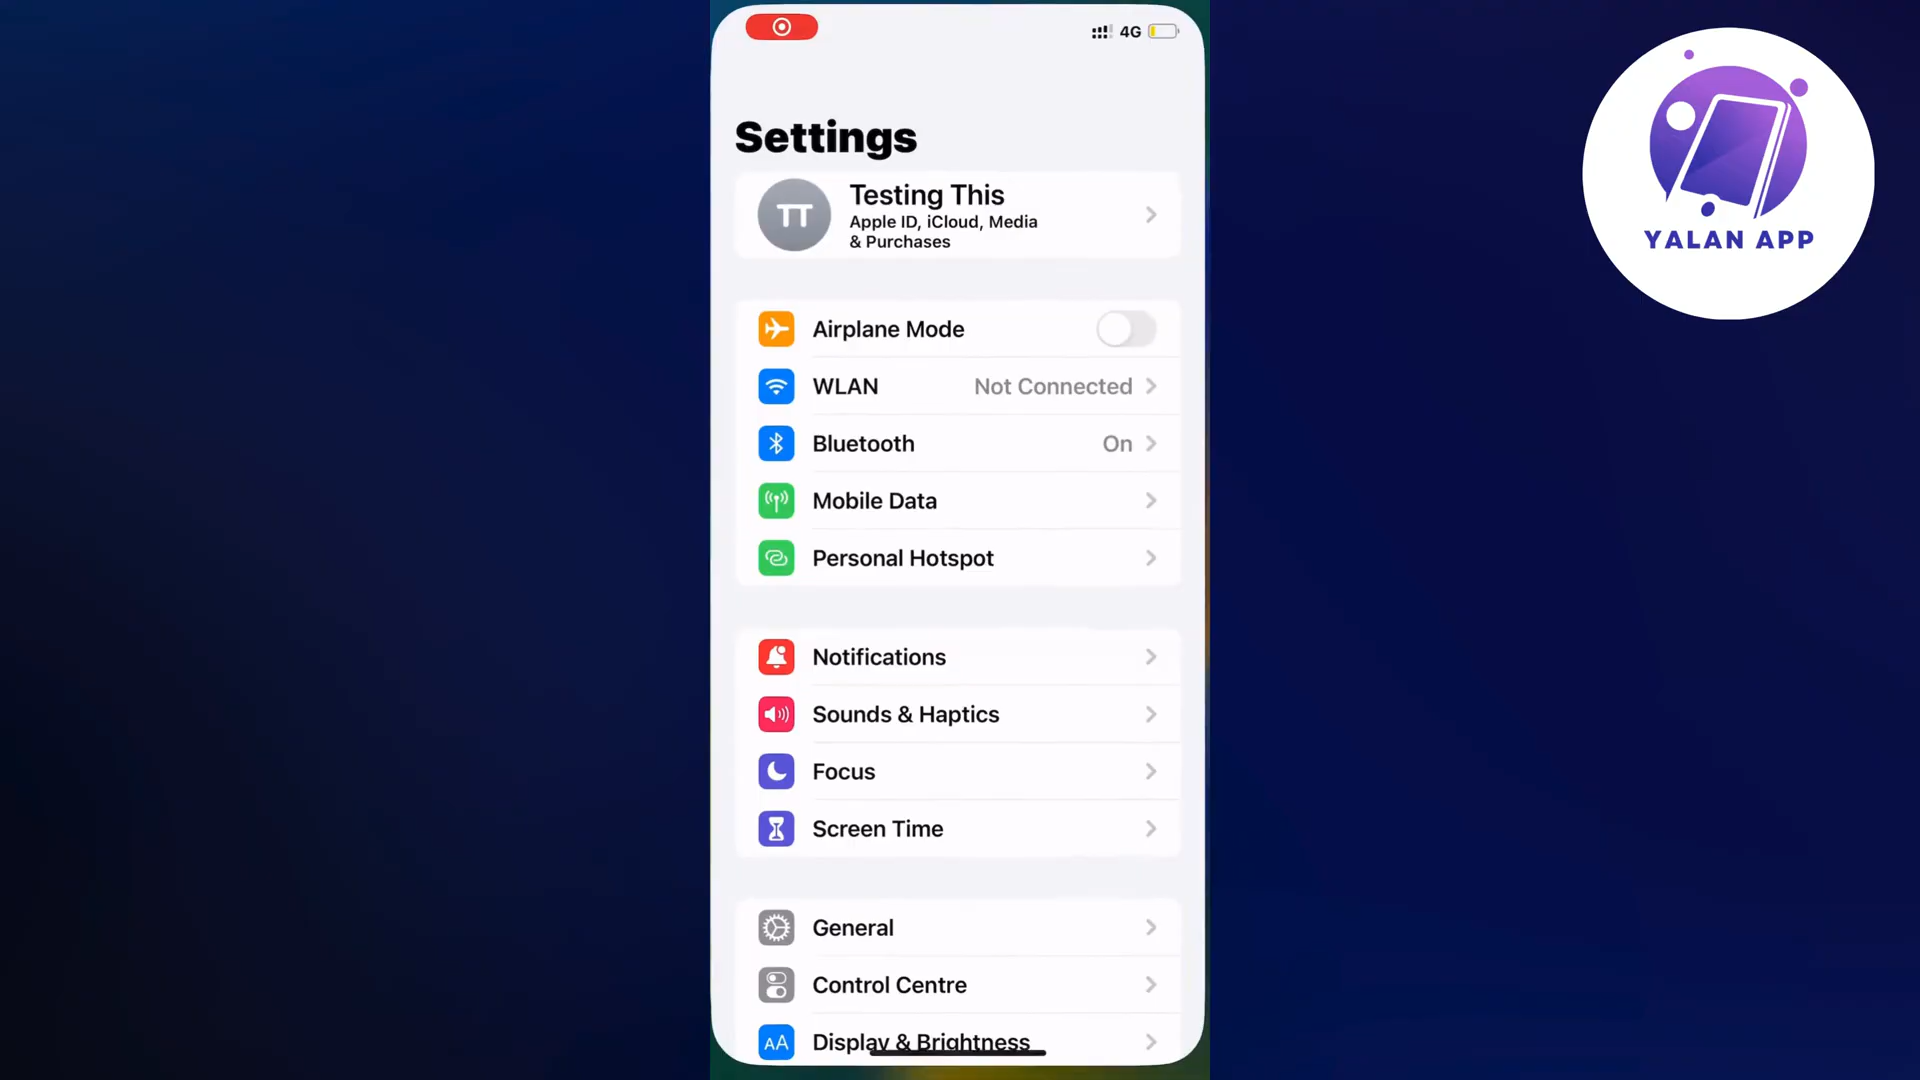 4G
Settings
TT
Testing This
Apple ID, iCloud, Media
& Purchases
Airplane Mode
WLAN Not Connected
Bluetooth On
Mobile Data
Personal Hotspot
Notifications
Sounds & Haptics
Focus
Screen Time
General
Control Centre
AA Display & Brightness
YALAN APP